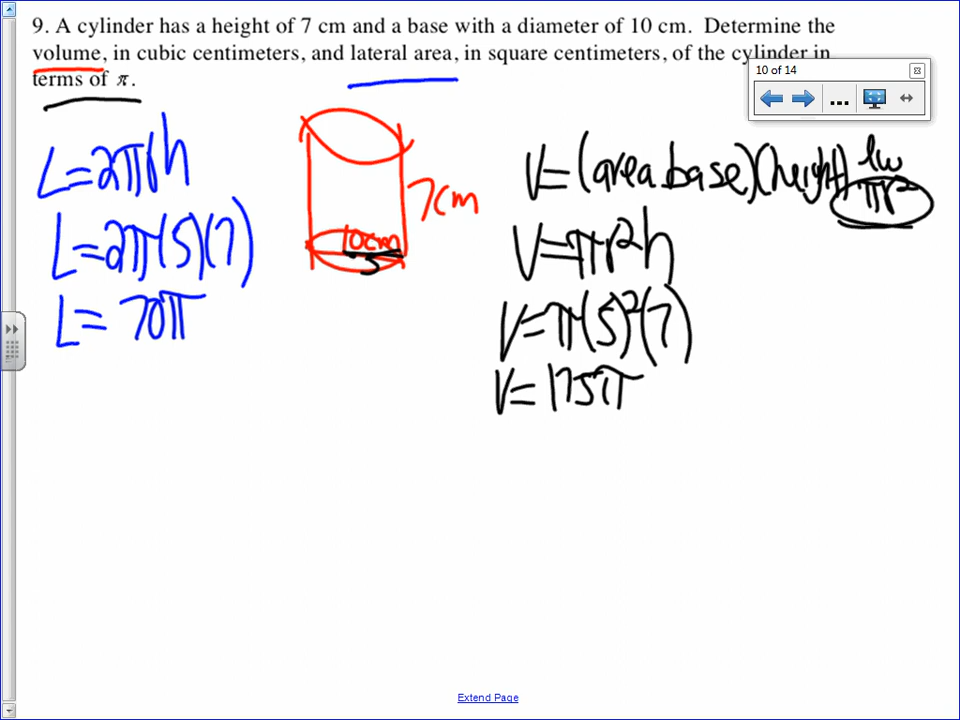 9. A cylinder has a height of 7 cm and a base with a diameter of 10 cm. Determine the
volume, in cubic centimeters, and lateral area, in square centimeters, of the cylinder in
terms of π.
10 of 14
...
L=2πrh
L=2π(5)(7)
L= 70π
7cm
10cm
5
V=(area base)(height)
lw
πr²
V=πr²h
V=π(5)²(7)
V=175π
Extend Page